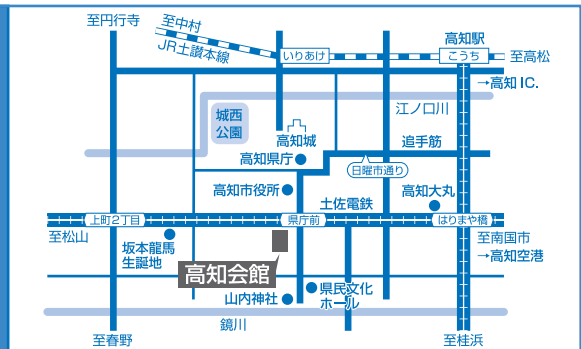 至円行寺
至中村
JR土讃本線
いりあけ
高知駅
こうち
至高松
→高知IC.
城西
公園
高知城
江ノ口川
追手筋
高知県庁
日曜市通り
高知市役所
高知大丸
土佐電鉄
上町2丁目
県庁前
はりまや橋
至松山
坂本龍馬
生誕地
至南国市
→高知空港
高知会館
山内神社
県民文化
ホール
鏡川
至春野
至桂浜